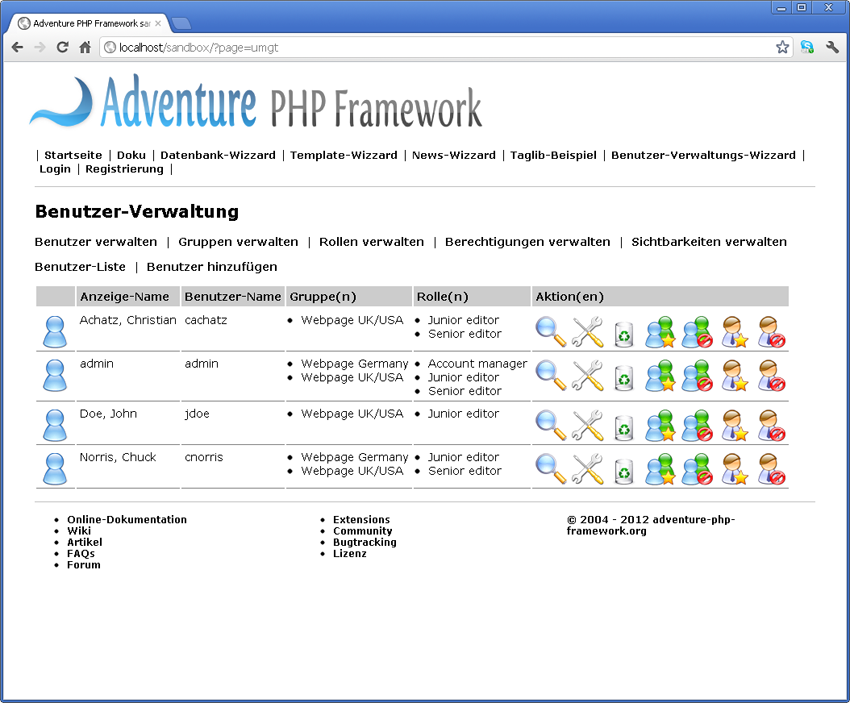 Adventure PHP Framework sa
localhost/sandbox/?page=umgt
Adventure PHP Framework
| Startseite | Doku | Datenbank-Wizzard | Template-Wizzard | News-Wizzard | Taglib-Beispiel | Benutzer-Verwaltungs-Wizzard |
Login | Registrierung |
Benutzer-Verwaltung
Benutzer verwalten | Gruppen verwalten | Rollen verwalten | Berechtigungen verwalten | Sichtbarkeiten verwalten
Benutzer-Liste | Benutzer hinzufügen
Anzeige-Name Benutzer-Name Gruppe(n) Rolle(n) Aktion(en)
Achatz, Christian cachatz • Webpage UK/USA • Junior editor
• Senior editor
admin admin • Webpage Germany • Account manager
• Webpage UK/USA • Junior editor
• Senior editor
Doe, John jdoe • Webpage UK/USA • Junior editor
Norris, Chuck cnorris • Webpage Germany • Junior editor
• Webpage UK/USA • Senior editor
• Online-Dokumentation
• Wiki
• Artikel
• FAQs
• Forum
• Extensions
• Community
• Bugtracking
• Lizenz
© 2004 - 2012 adventure-php-
framework.org